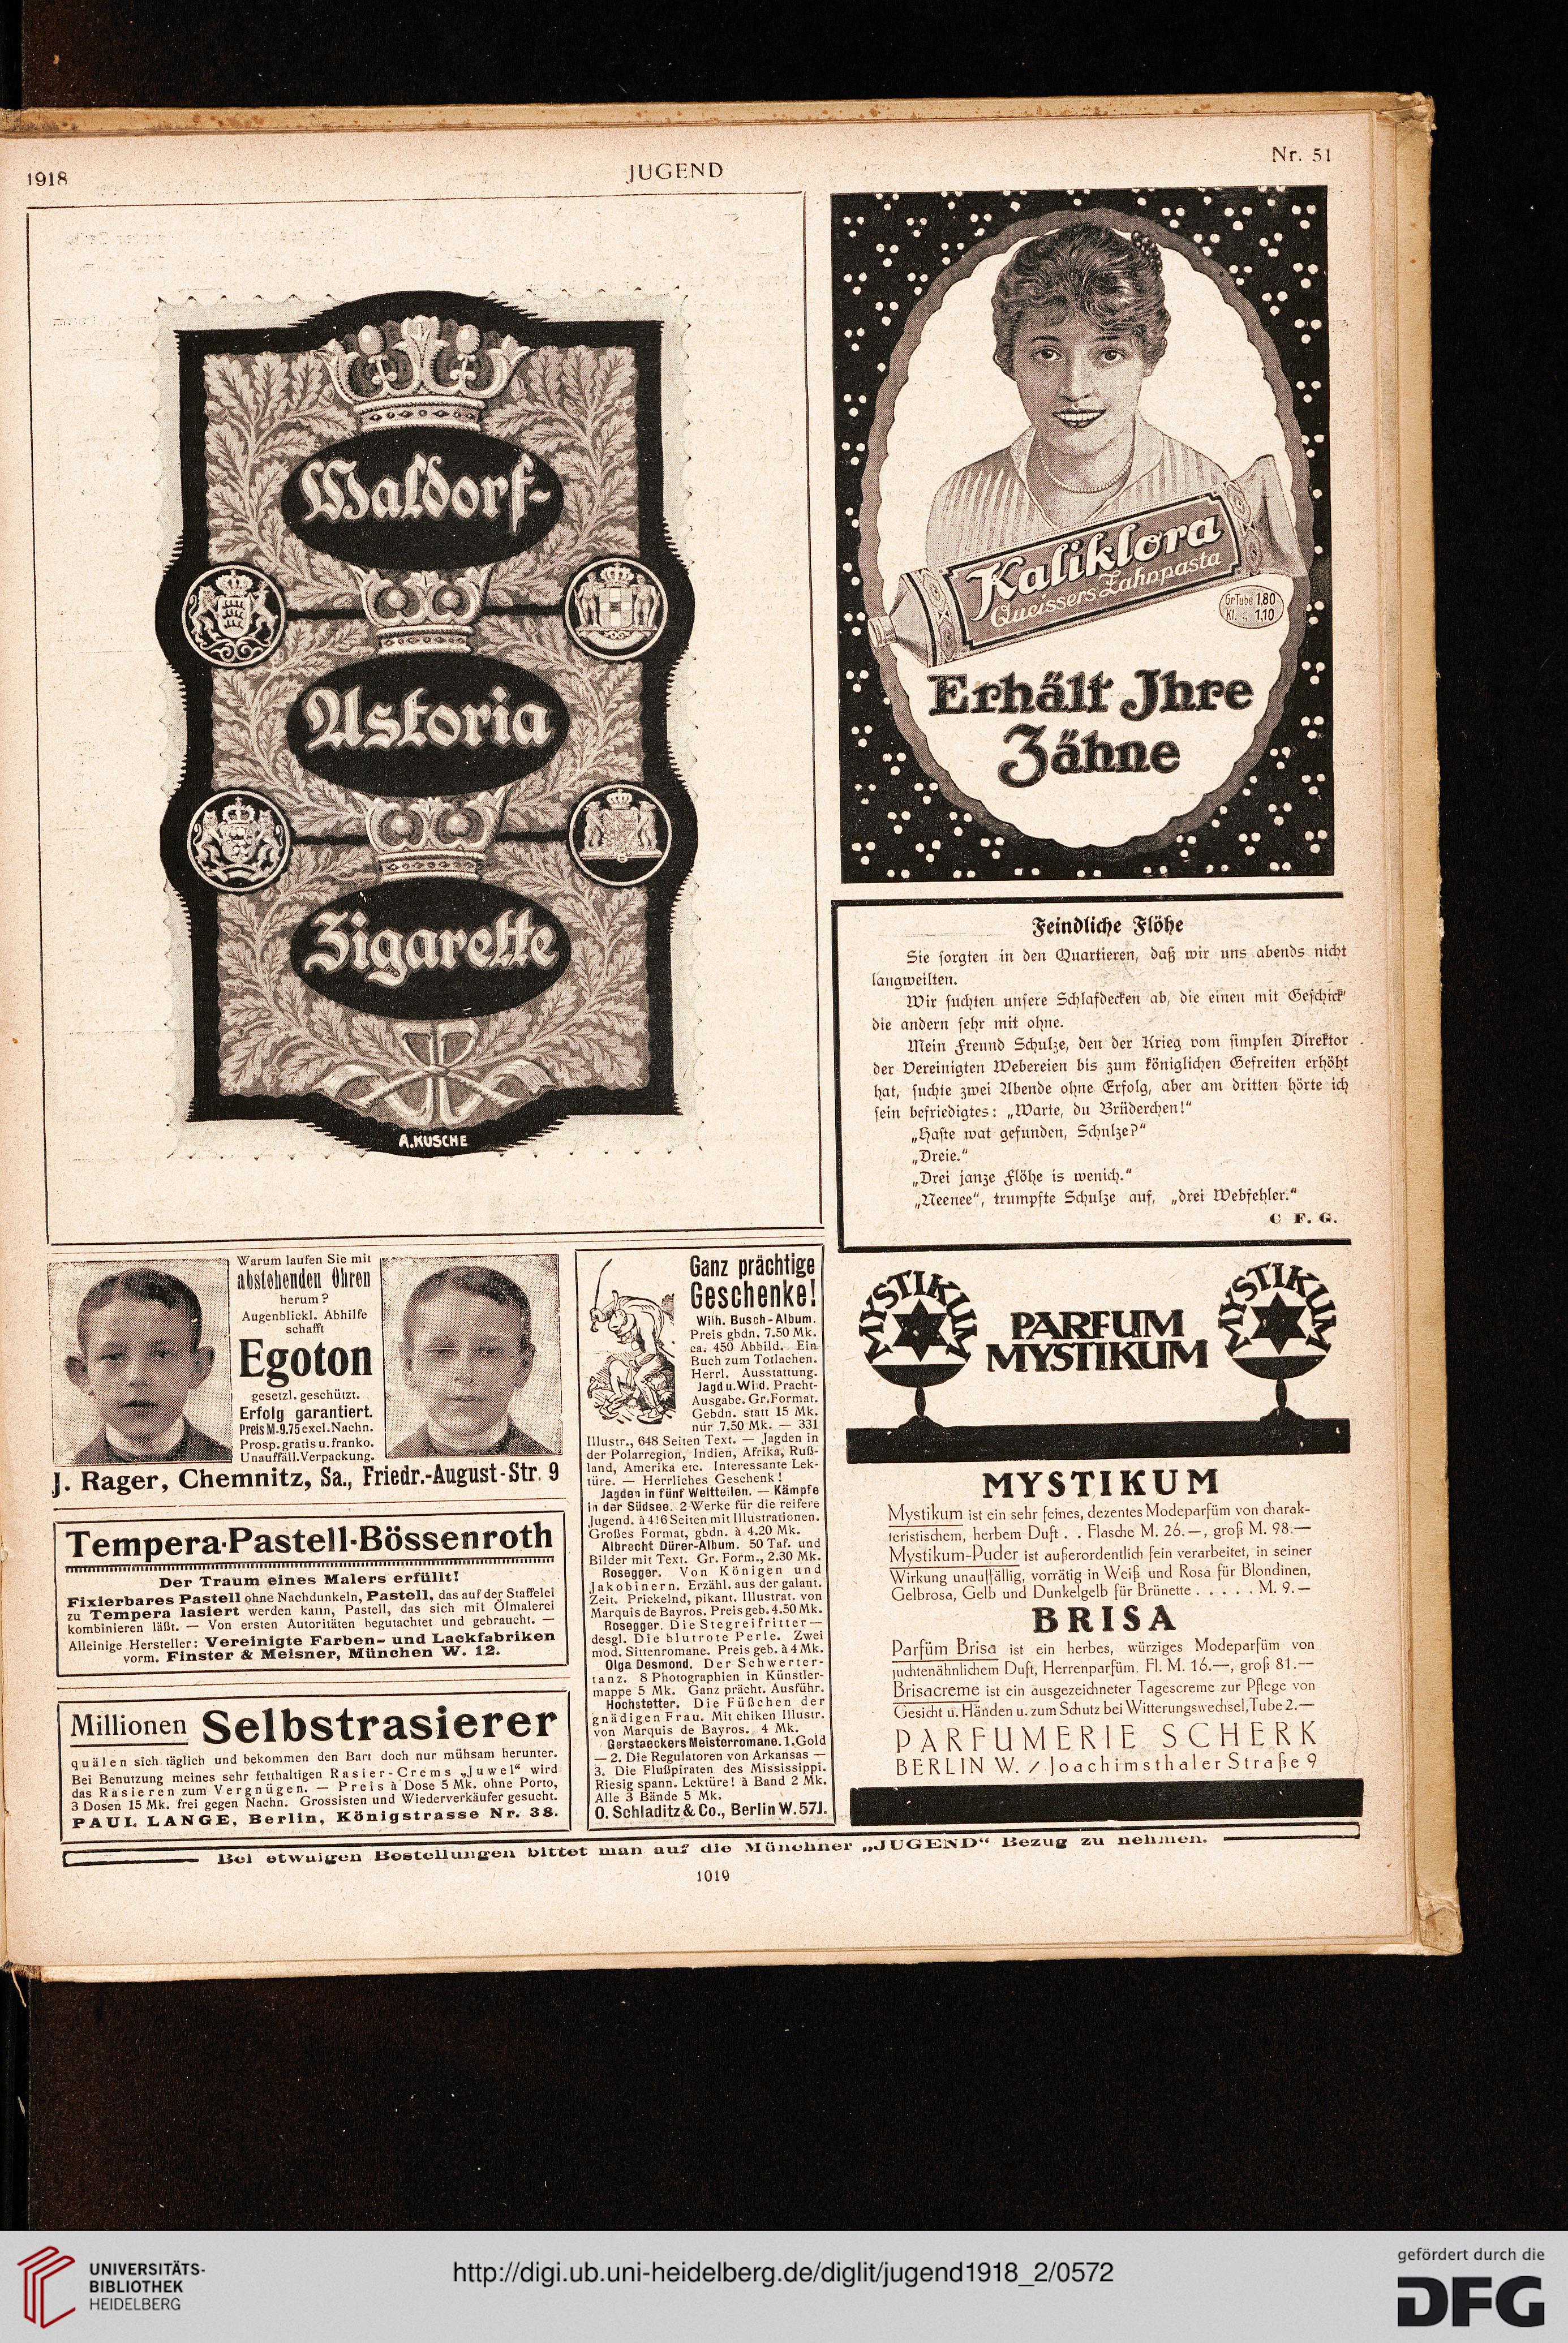 1918
JUGEND
Nr. 51
Waldorf-
Astoria
Zigarette
A. KUSCHE
Kaliklora
Queissers Zahnpasta
Gr. Tube 1.80
Kl. „ 1.10
Erhält Jhre
Zähne
Feindliche Flöhe
Sie sorgten in den Quartieren, daß wir uns abends nicht
langweilten.
Wir suchten unsere Schlafdecken ab, die einen mit Geschick'
die andern sehr mit ohne.
Mein Freund Schulze, den der Krieg vom simplen Direktor
der Vereinigten Webereien bis zum königlichen Gefreiten erhöht
hat, suchte zwei Abende ohne Erfolg, aber am dritten hörte ich
sein befriedigtes: „Warte, du Brüderchen!“
„Haste wat gefunden, Schulze?“
„Dreie.“
„Drei janze Flöhe is wenich.“
„Neenee“, trumpfte Schulze auf, „drei Webfehler.“
C F. G.
Warum laufen Sie mit
abstehenden Ohren
herum?
Augenblickl. Abhilfe
schafft
Egoton
gesetzl. geschützt.
Erfolg garantiert.
Preis M. 9.75 excl. Nachn.
Prosp. gratis u. franko.
Unauffäll. Verpackung.
J. Rager, Chemnitz, Sa., Friedr.-August-Str. 9
Tempera-Pastell-Bössenroth
Der Traum eines Malers erfüllt!
Fixierbares Pastell ohne Nachdunkeln, Pastell, das auf der Staffelei
zu Tempera lasiert werden kann, Pastell, das sich mit Ölmalerei
kombinieren läßt. — Von ersten Autoritäten begutachtet und gebraucht. —
Alleinige Hersteller: Vereinigte Farben- und Lackfabriken
vorm. Finster & Meisner, München W. 12.
Millionen Selbstrasierer
quälen sich täglich und bekommen den Bart doch nur mühsam herunter.
Bei Benutzung meines sehr fetthaltigen Rasier-Crems „Juwel“ wird
das Rasieren zum Vergnügen. — Preis à Dose 5 Mk. ohne Porto,
3 Dosen 15 Mk. frei gegen Nachn. Grossisten und Wiederverkäufer gesucht.
PAUL LANGE, Berlin, Königstrasse Nr. 38.
Ganz prächtige
Geschenke!
Wilh. Busch-Album.
Preis gbdn. 7.50 Mk.
ca. 450 Abbild. Ein
Buch zum Totlachen.
Herrl. Ausstattung.
Jagd u. Wild. Pracht-
Ausgabe. Gr. Format.
Gebdn. statt 15 Mk.
nur 7.50 Mk. — 331
Illustr., 648 Seiten Text. — Jagden in
der Polarregion, Indien, Afrika, Ruß-
land, Amerika etc. Interessante Lek-
türe. — Herrliches Geschenk!
Jagden in fünf Weltteilen. — Kämpfe
in der Südsee. 2 Werke für die reifere
Jugend. à 416 Seiten mit Illustrationen.
Großes Format, gbdn. à 4.20 Mk.
Albrecht Dürer-Album. 50 Taf. und
Bilder mit Text. Gr. Form., 2.30 Mk.
Rosegger. Von Königen und
Jakobinern. Erzähl. aus der galant.
Zeit. Prickelnd, pikant. Illustrat. von
Marquis de Bayros. Preis geb. 4.50 Mk.
Rosegger. Die Stegreifritter —
desgl. Die blutrote Perle. Zwei
mod. Sittenromane. Preis geb. à 4 Mk.
Olga Desmond. Der Schwerter-
tanz. 8 Photographien in Künstler-
mappe 5 Mk. Ganz prächt. Ausführ.
Hochstetter. Die Füßchen der
gnädigen Frau. Mit chiken Illustr.
von Marquis de Bayros. 4 Mk.
Gerstaeckers Meisterromane. 1. Gold
— 2. Die Regulatoren von Arkansas —
3. Die Flußpiraten des Mississippi.
Riesig spann. Lektüre! à Band 2 Mk.
Alle 3 Bände 5 Mk.
O. Schladitz & Co., Berlin W. 57J.
MYSTIKUM
PARFUM
MYSTIKUM
MYSTIKUM
MYSTIKUM
Mystikum ist ein sehr feines, dezentes Modeparfüm von charak-
teristischem, herbem Duft . . Flasche M. 26.—, groß M. 98.—
Mystikum-Puder ist außerordentlich fein verarbeitet, in seiner
Wirkung unauffällig, vorrätig in Weiß und Rosa für Blondinen,
Gelbrosa, Gelb und Dunkelgelb für Brünette . . . . . M. 9.—
BRISA
Parfüm Brisa ist ein herbes, würziges Modeparfüm von
juchtenähnlichem Duft, Herrenparfüm, Fl. M. 16.—, groß 81.—
Brisacreme ist ein ausgezeichneter Tagescreme zur Pflege von
Gesicht u. Händen u. zum Schutz bei Witterungswechsel, Tube 2.—
PARFUMERIE SCHERK
BERLIN W. / Joachimsthaler Straße 9
Bei etwaigen Bestellungen bittet man auf die Münchner „JUGEND“ Bezug zu nehmen.
1019
UNIVERSITÄTS-
BIBLIOTHEK
HEIDELBERG
http://digi.ub.uni-heidelberg.de/diglit/jugend1918_2/0572
gefördert durch die
DFG